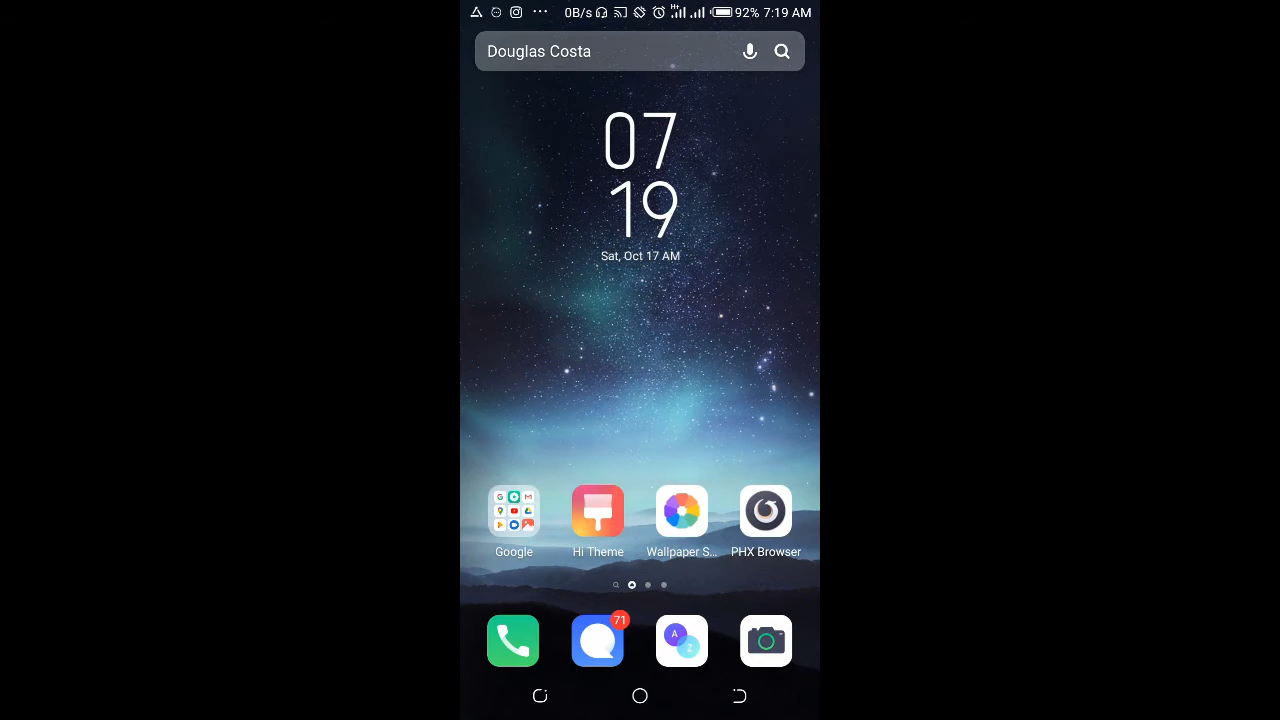 0B/s H+ 92% 7:19 AM
Douglas Costa
07
19
Sat, Oct 17 AM
Google Hi Theme Wallpaper S... PHX Browser
71
A
Z